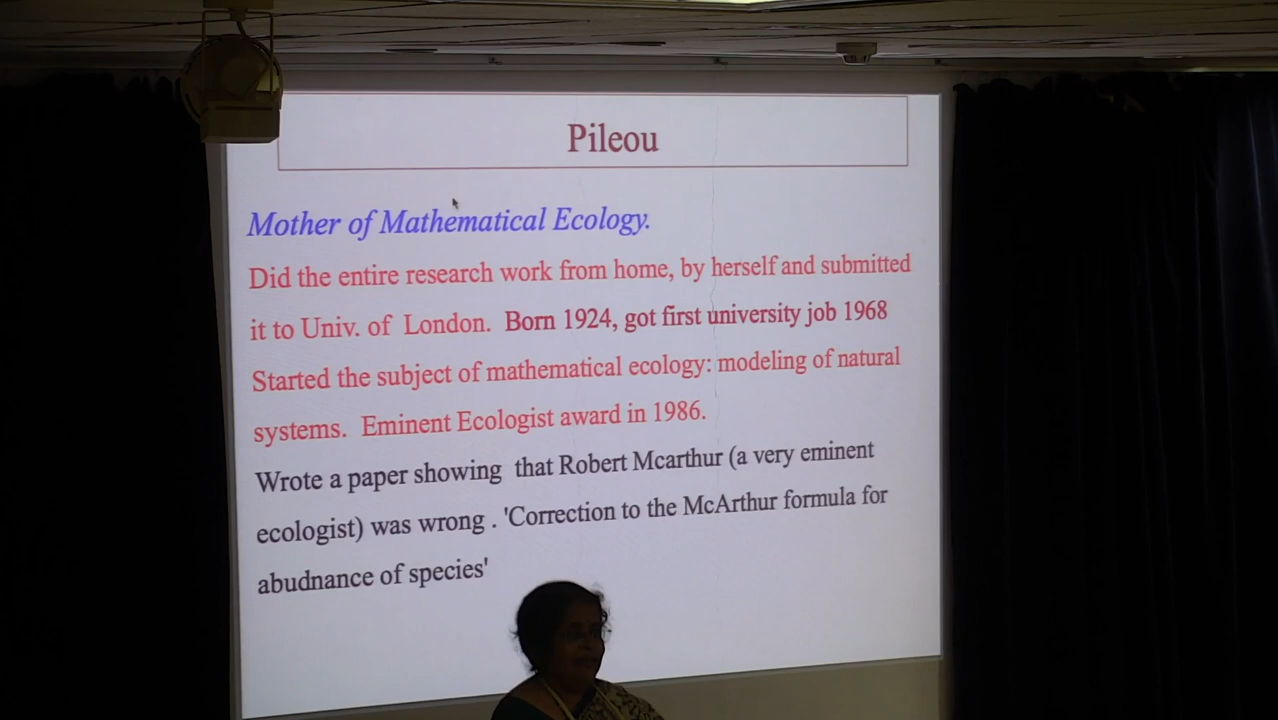 Pileou
Mother of Mathematical Ecology.
Did the entire research work from home, by herself and submitted
it to Univ. of London. Born 1924, got first university job 1968
Started the subject of mathematical ecology: modeling of natural
systems. Eminent Ecologist award in 1986.
Wrote a paper showing that Robert Mcarthur (a very eminent
ecologist) was wrong . 'Correction to the McArthur formula for
abudnance of species'